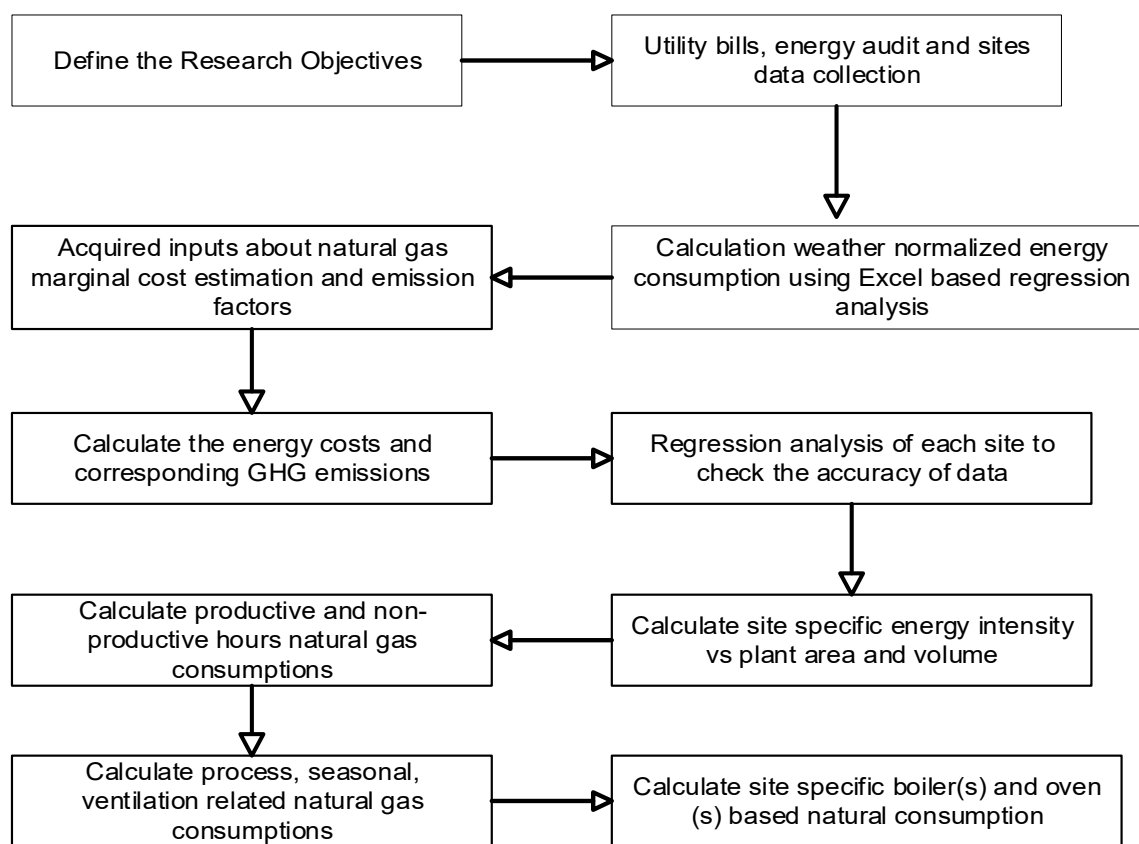 Define the Research Objectives
Utility bills, energy audit and sites
data collection
Calculation weather normalized energy
consumption using Excel based regression
analysis
Acquired inputs about natural gas
marginal cost estimation and emission
factors
Calculate the energy costs and
corresponding GHG emissions
Regression analysis of each site to
check the accuracy of data
Calculate site specific energy intensity
vs plant area and volume
Calculate productive and non-
productive hours natural gas
consumptions
Calculate process, seasonal,
ventilation related natural gas
consumptions
Calculate site specific boiler(s) and oven
(s) based natural consumption